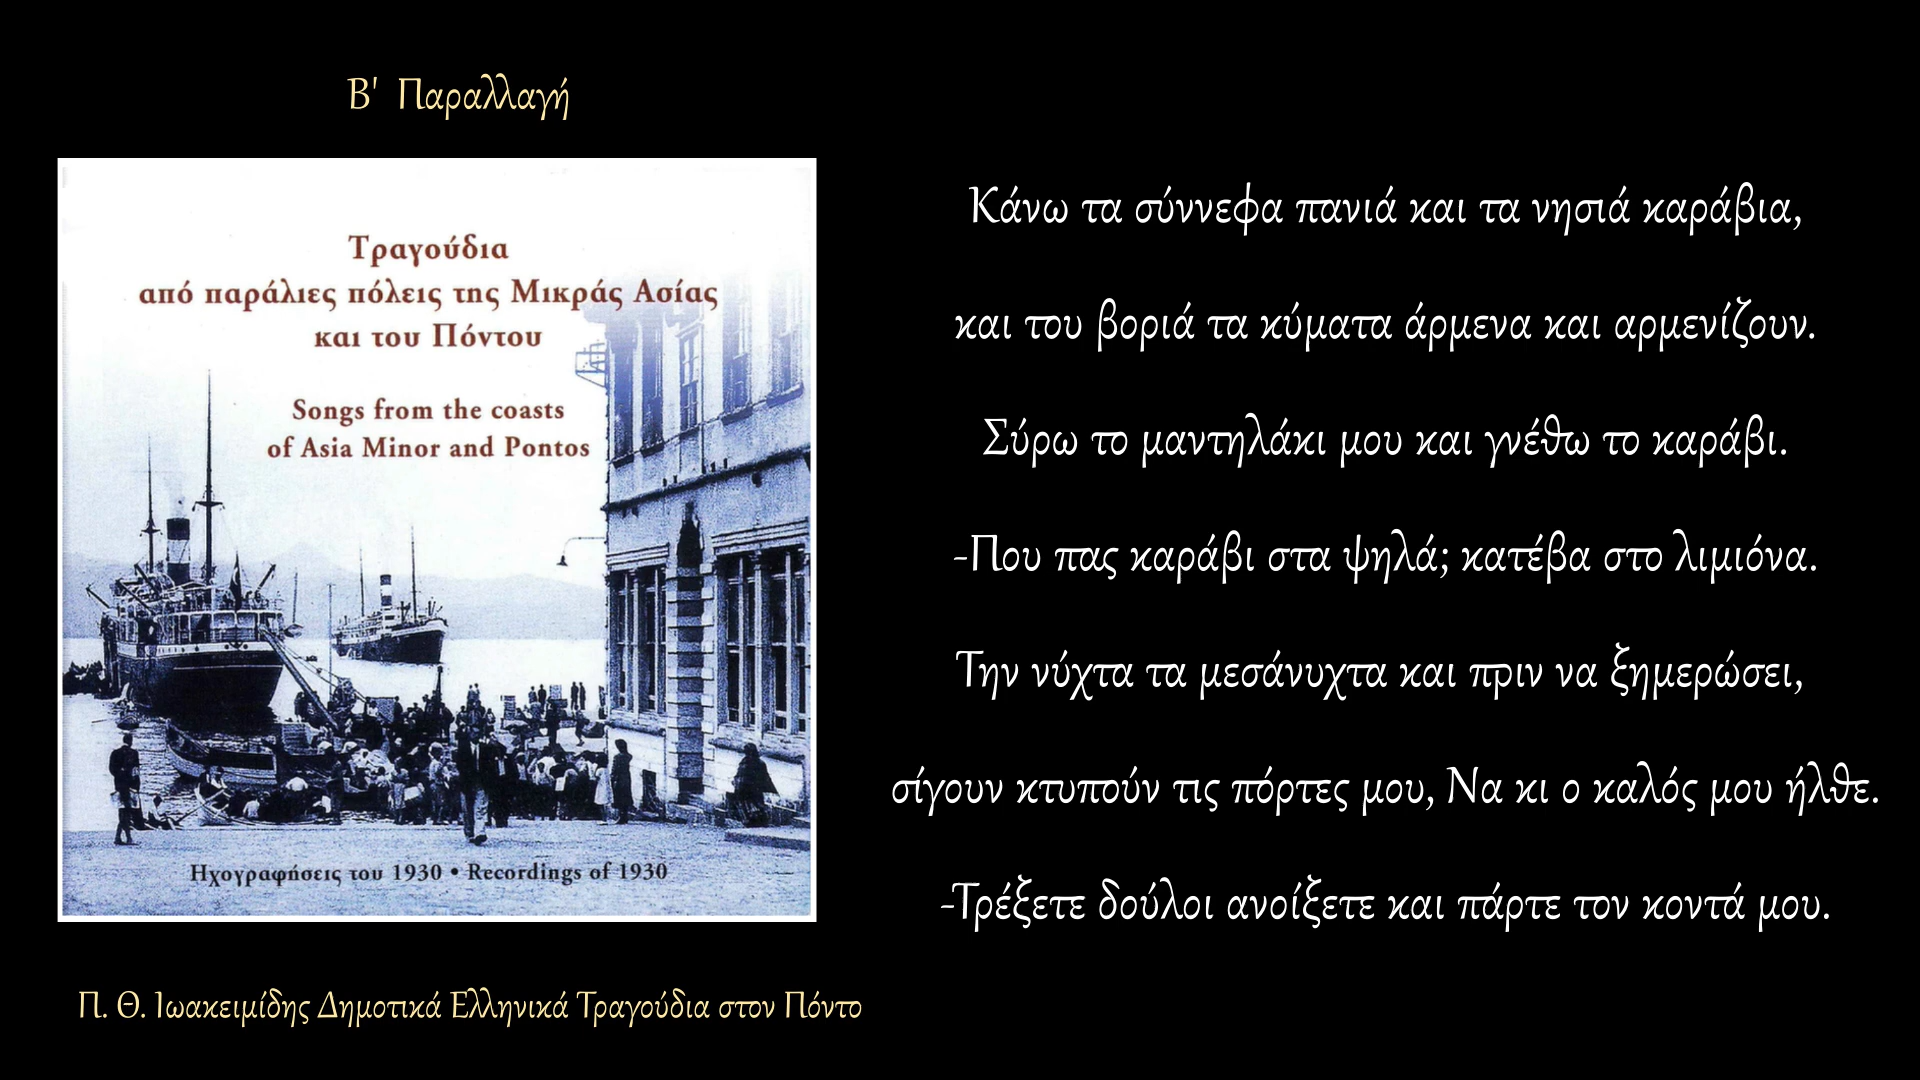 Β' Παραλλαγή
Τραγούδια
από παράλιες πόλεις της Μικράς Ασίας
και του Πόντου
Songs from the coasts
of Asia Minor and Pontos
Ηχογραφήσεις του 1930 • Recordings of 1930
Π. Θ. Ιωακειμίδης Δημοτικά Ελληνικά Τραγούδια στον Πόντο
Κάνω τα σύννεφα πανιά και τα νησιά καράβια,
και του βοριά τα κύματα άρμενα και αρμενίζουν.
Σύρω το μαντηλάκι μου και γνέθω το καράβι.
-Που πας καράβι στα ψηλά; κατέβα στο λιμιόνα.
Την νύχτα τα μεσάνυχτα και πριν να ξημερώσει,
σίγουν κτυπούν τις πόρτες μου, Να κι ο καλός μου ήλθε.
-Τρέξετε δούλοι ανοίξετε και πάρτε τον κοντά μου.